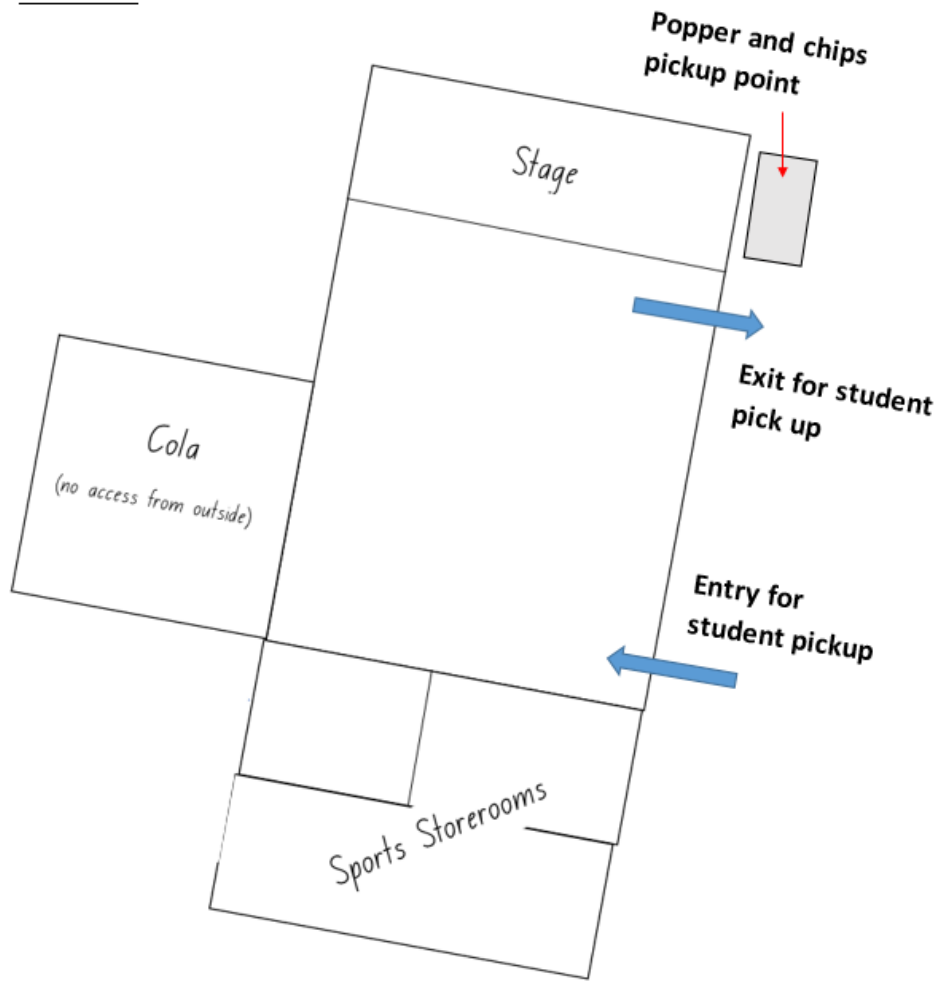 Popper and chips
pickup point
Stage
Exit for student
pick up
Cola
(no access from outside)
Entry for
student pickup
Sports Storerooms